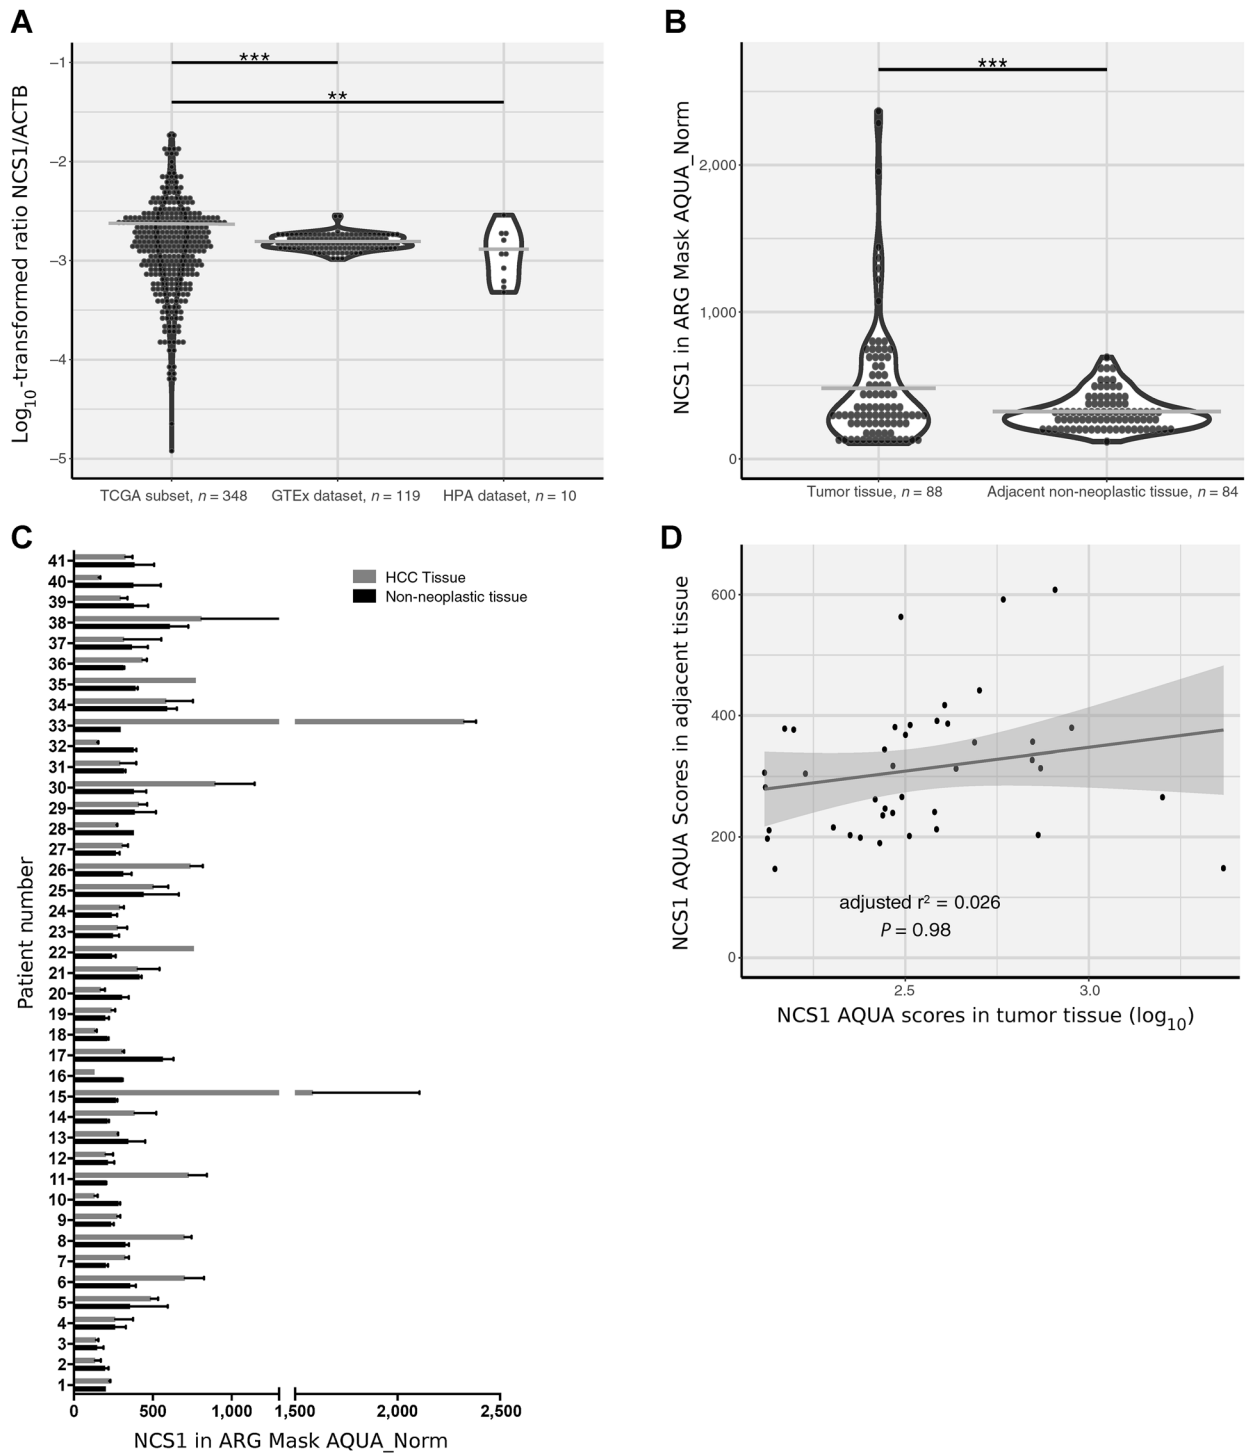 A
Log10-transformed ratio NCS1/ACTB
−1
−2
−3
−4
−5
***
**
TCGA subset, n = 348
GTEx dataset, n = 119
HPA dataset, n = 10
B
NCS1 in ARG Mask AQUA_Norm
2,000
1,000
0
***
Tumor tissue, n = 88
Adjacent non-neoplastic tissue, n = 84
C
Patient number
41
40
39
38
37
36
35
34
33
32
31
30
29
28
27
26
25
24
23
22
21
20
19
18
17
16
15
14
13
12
11
10
9
8
7
6
5
4
3
2
1
HCC Tissue
Non-neoplastic tissue
0 500 1,000 1,500 2,000 2,500
NCS1 in ARG Mask AQUA_Norm
D
NCS1 AQUA Scores in adjacent tissue
600
400
200
0
adjusted r² = 0.026
P = 0.98
2.5 3.0
NCS1 AQUA scores in tumor tissue (log10)